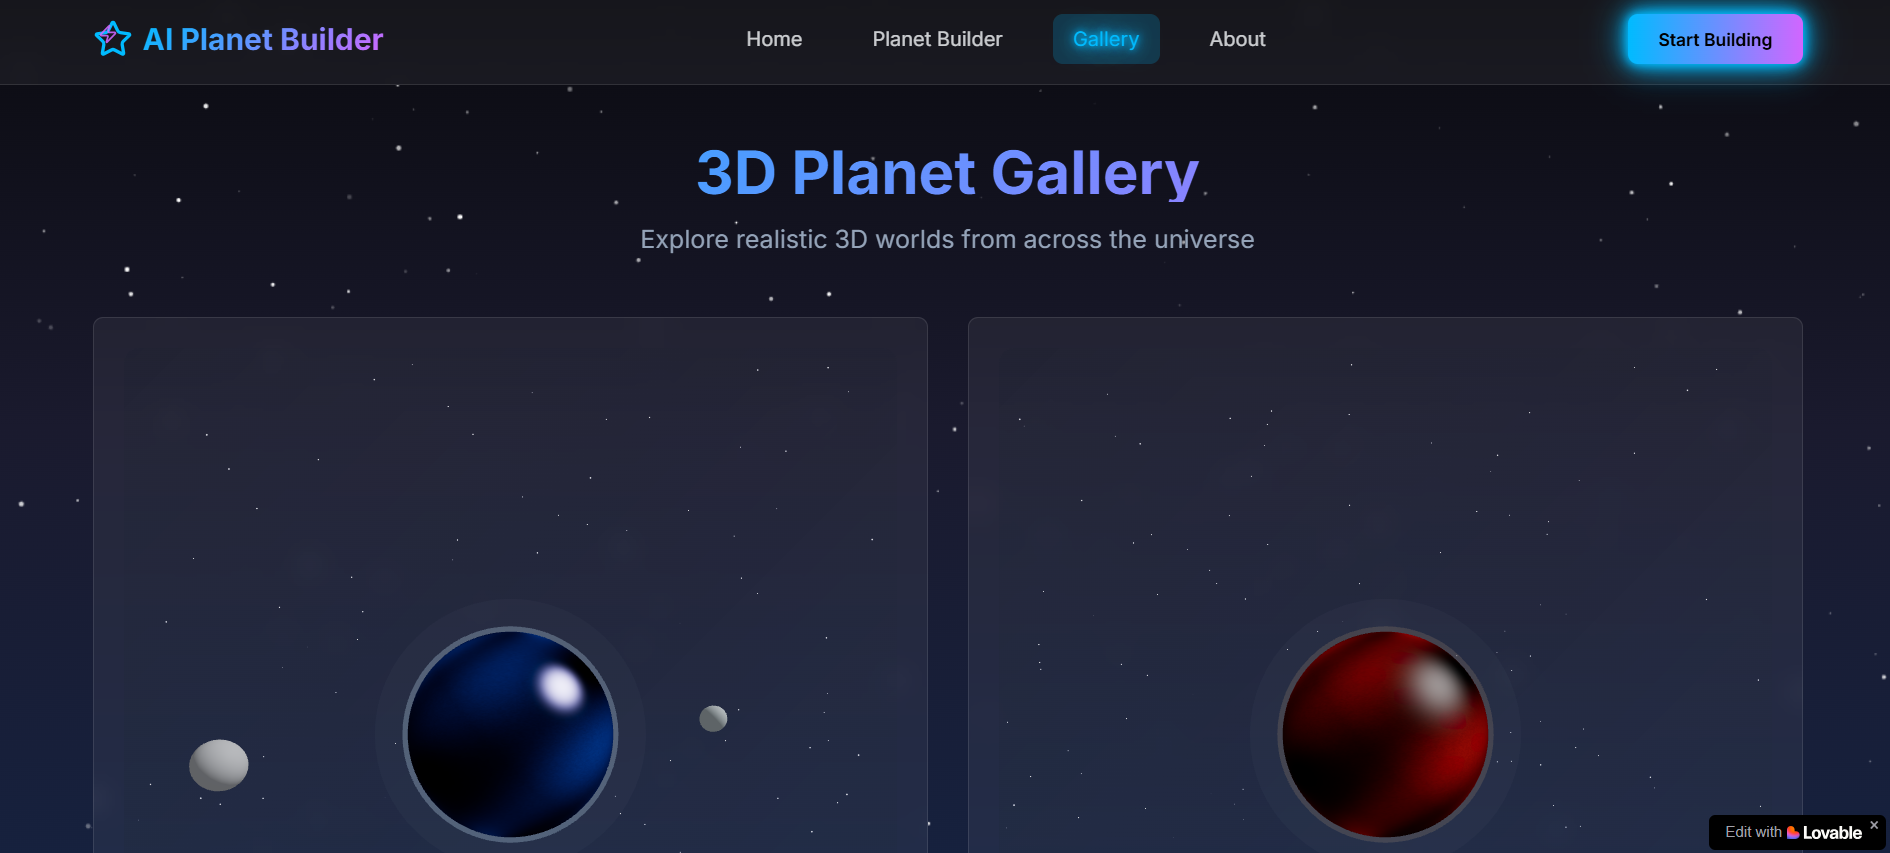 AI Planet Builder
Home
Planet Builder
Gallery
About
Start Building
3D Planet Gallery
Explore realistic 3D worlds from across the universe
Edit with Lovable ×